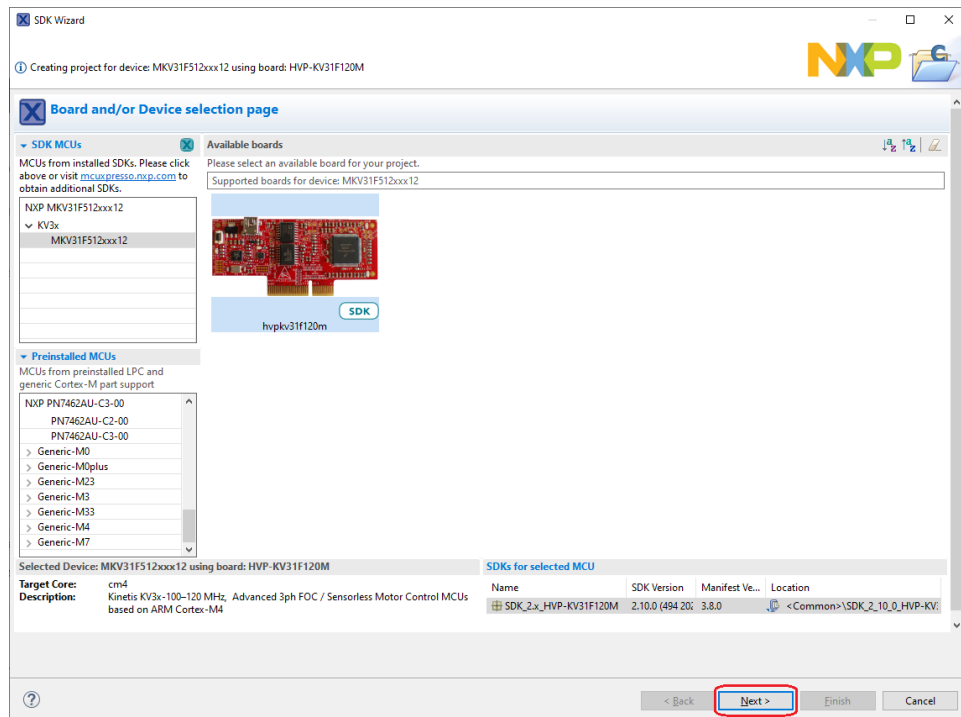 SDK Wizard
Creating project for device: MKV31F512xxx12 using board: HVP-KV31F120M
NXP
Board and/or Device selection page
SDK MCUs
MCUs from installed SDKs. Please click
above or visit mcuxpresso.nxp.com to
obtain additional SDKs.
NXP MKV31F512xxx12
KV3x
MKV31F512xxx12
Preinstalled MCUs
MCUs from preinstalled LPC and
generic Cortex-M part support
NXP PN7462AU-C3-00
PN7462AU-C2-00
PN7462AU-C3-00
Generic-M0
Generic-M0plus
Generic-M23
Generic-M3
Generic-M33
Generic-M4
Generic-M7
Available boards
Please select an available board for your project.
Supported boards for device: MKV31F512xxx12
SDK
hvpkv31f120m
Selected Device: MKV31F512xxx12 using board: HVP-KV31F120M
Target Core: cm4
Description: Kinetis KV3x-100–120 MHz, Advanced 3ph FOC / Sensorless Motor Control MCUs
based on ARM Cortex-M4
SDKs for selected MCU
Name SDK Version Manifest Ve... Location
SDK_2.x_HVP-KV31F120M 2.10.0 (494 202 3.8.0 <Common>\SDK_2_10_0_HVP-KV
< Back Next > Finish Cancel